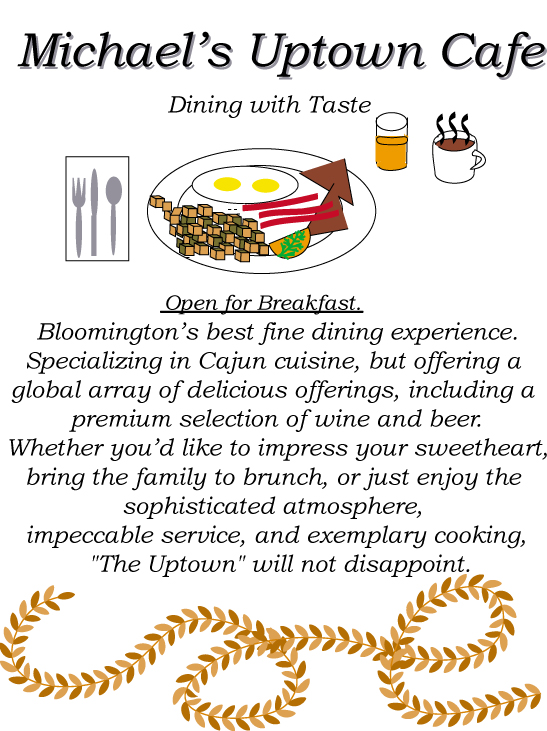 Michael’s Uptown Cafe
Dining with Taste
Open for Breakfast.
Bloomington’s best fine dining experience.
Specializing in Cajun cuisine, but offering a
global array of delicious offerings, including a
premium selection of wine and beer.
Whether you’d like to impress your sweetheart,
bring the family to brunch, or just enjoy the
sophisticated atmosphere,
impeccable service, and exemplary cooking,
"The Uptown" will not disappoint.